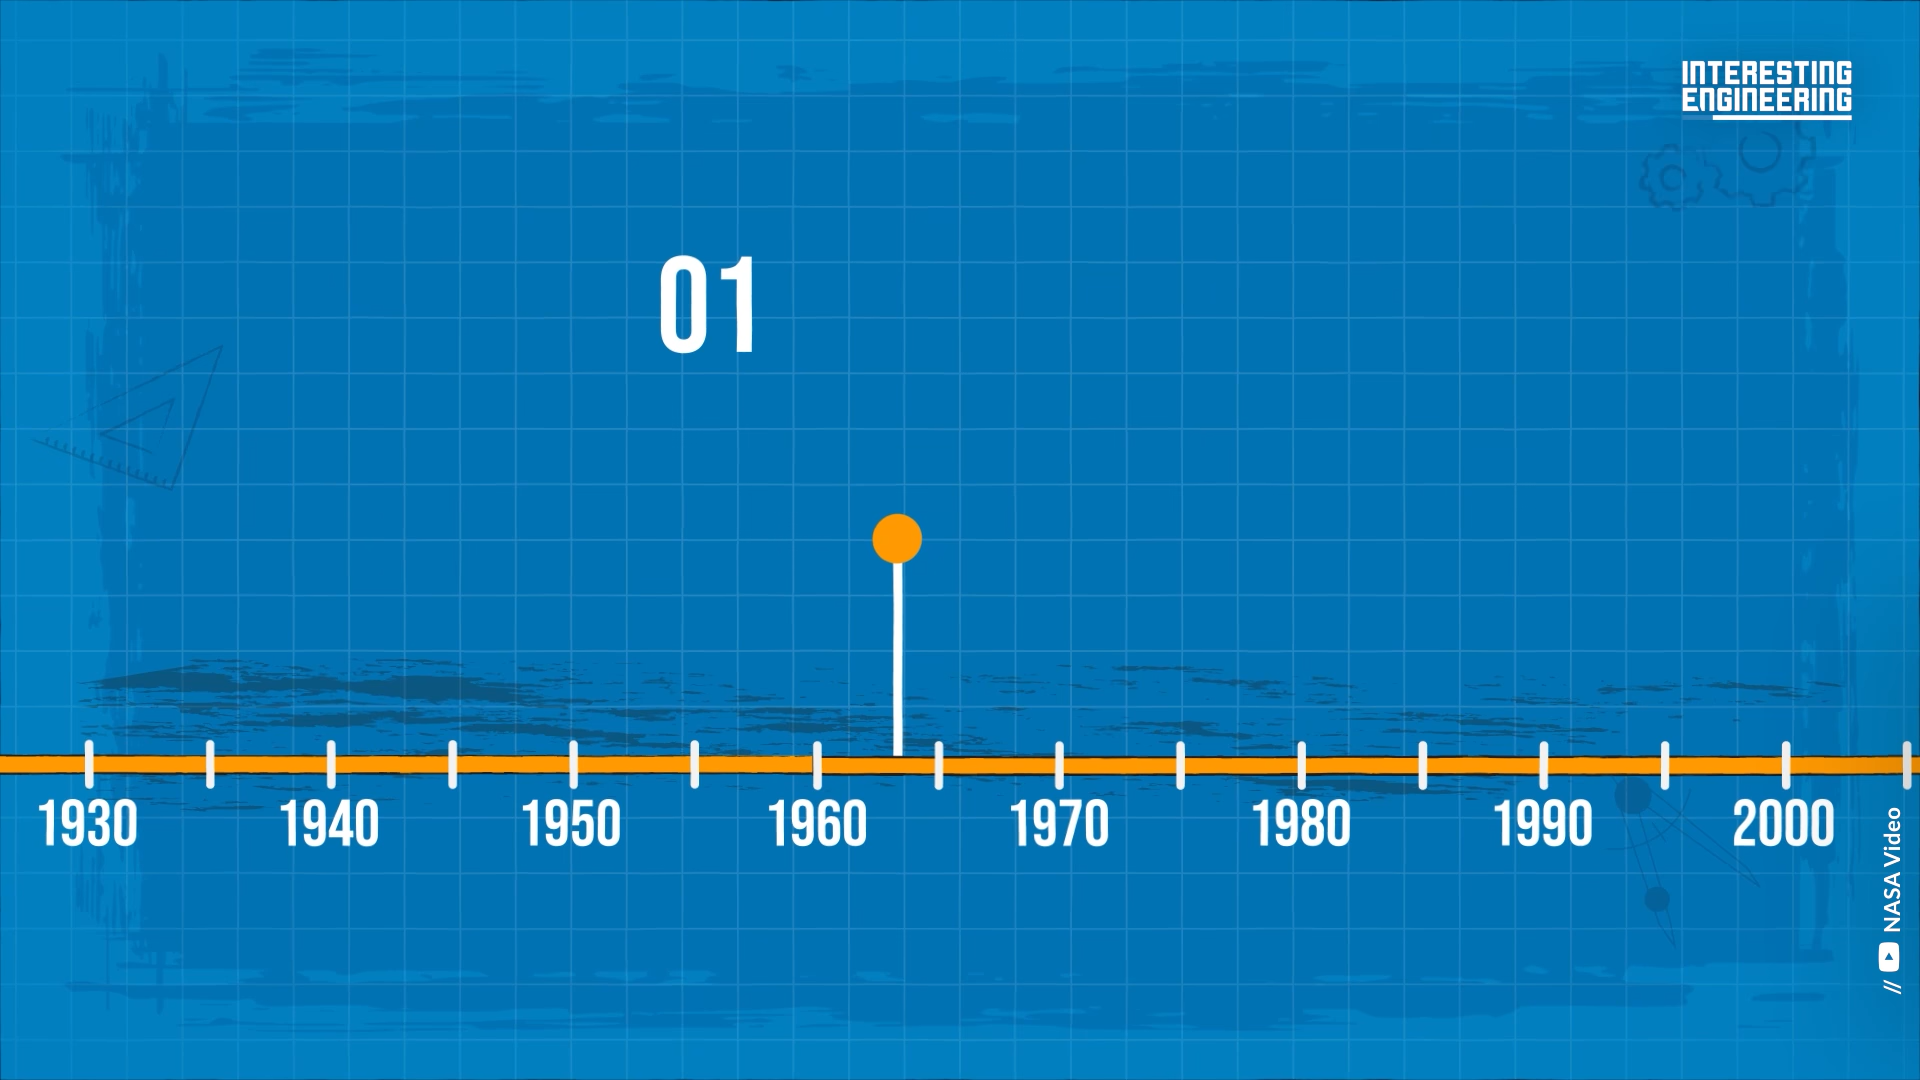 INTERESTING
ENGINEERING
01
1930 1940 1950 1960 1970 1980 1990 2000
// NASA Video